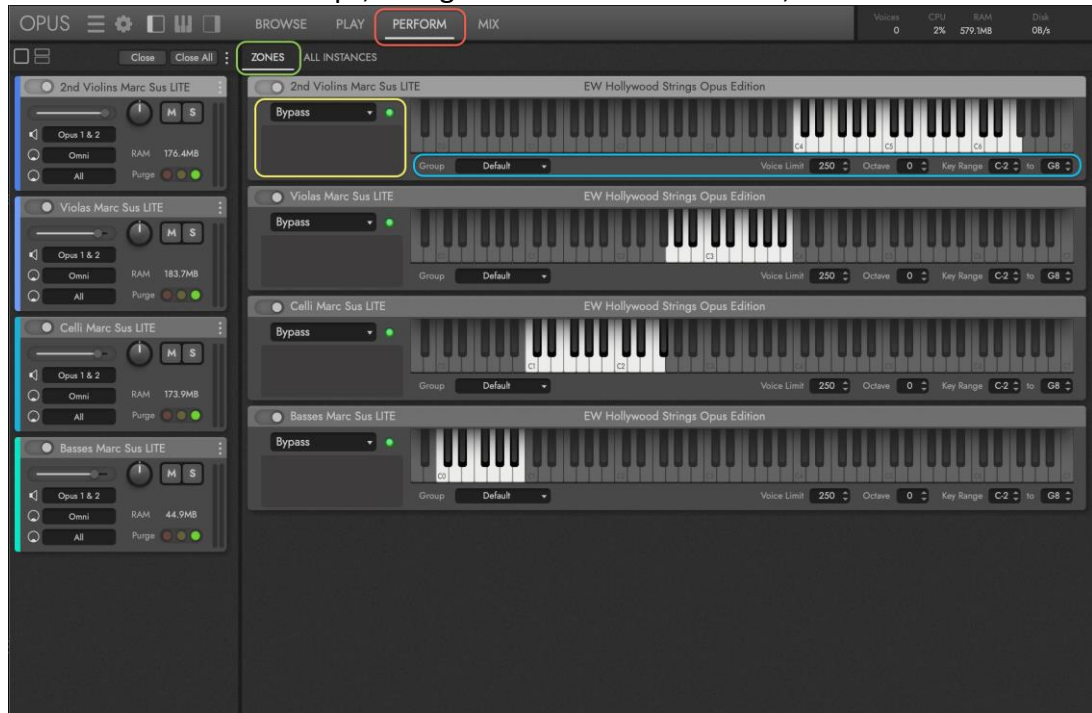 OPUS BROWSE PLAY PERFORM MIX Voices CPU RAM Disk
0 2% 579.1MB 0B/s
Close Close All ZONES ALL INSTANCES
2nd Violins Marc Sus LITE
M S
Opus 1 & 2
Omni RAM 176.4MB
All Purge
Violas Marc Sus LITE
M S
Opus 1 & 2
Omni RAM 183.7MB
All Purge
Celli Marc Sus LITE
M S
Opus 1 & 2
Omni RAM 173.9MB
All Purge
Basses Marc Sus LITE
M S
Opus 1 & 2
Omni RAM 44.9MB
All Purge
2nd Violins Marc Sus LITE EW Hollywood Strings Opus Edition
Bypass
C4 C5 C6
Group Default Voice Limit 250 Octave 0 Key Range C-2 to G8
Violas Marc Sus LITE EW Hollywood Strings Opus Edition
Bypass
C3
Group Default Voice Limit 250 Octave 0 Key Range C-2 to G8
Celli Marc Sus LITE EW Hollywood Strings Opus Edition
Bypass
C1 C2
Group Default Voice Limit 250 Octave 0 Key Range C-2 to G8
Basses Marc Sus LITE EW Hollywood Strings Opus Edition
Bypass
C0
Group Default Voice Limit 250 Octave 0 Key Range C-2 to G8